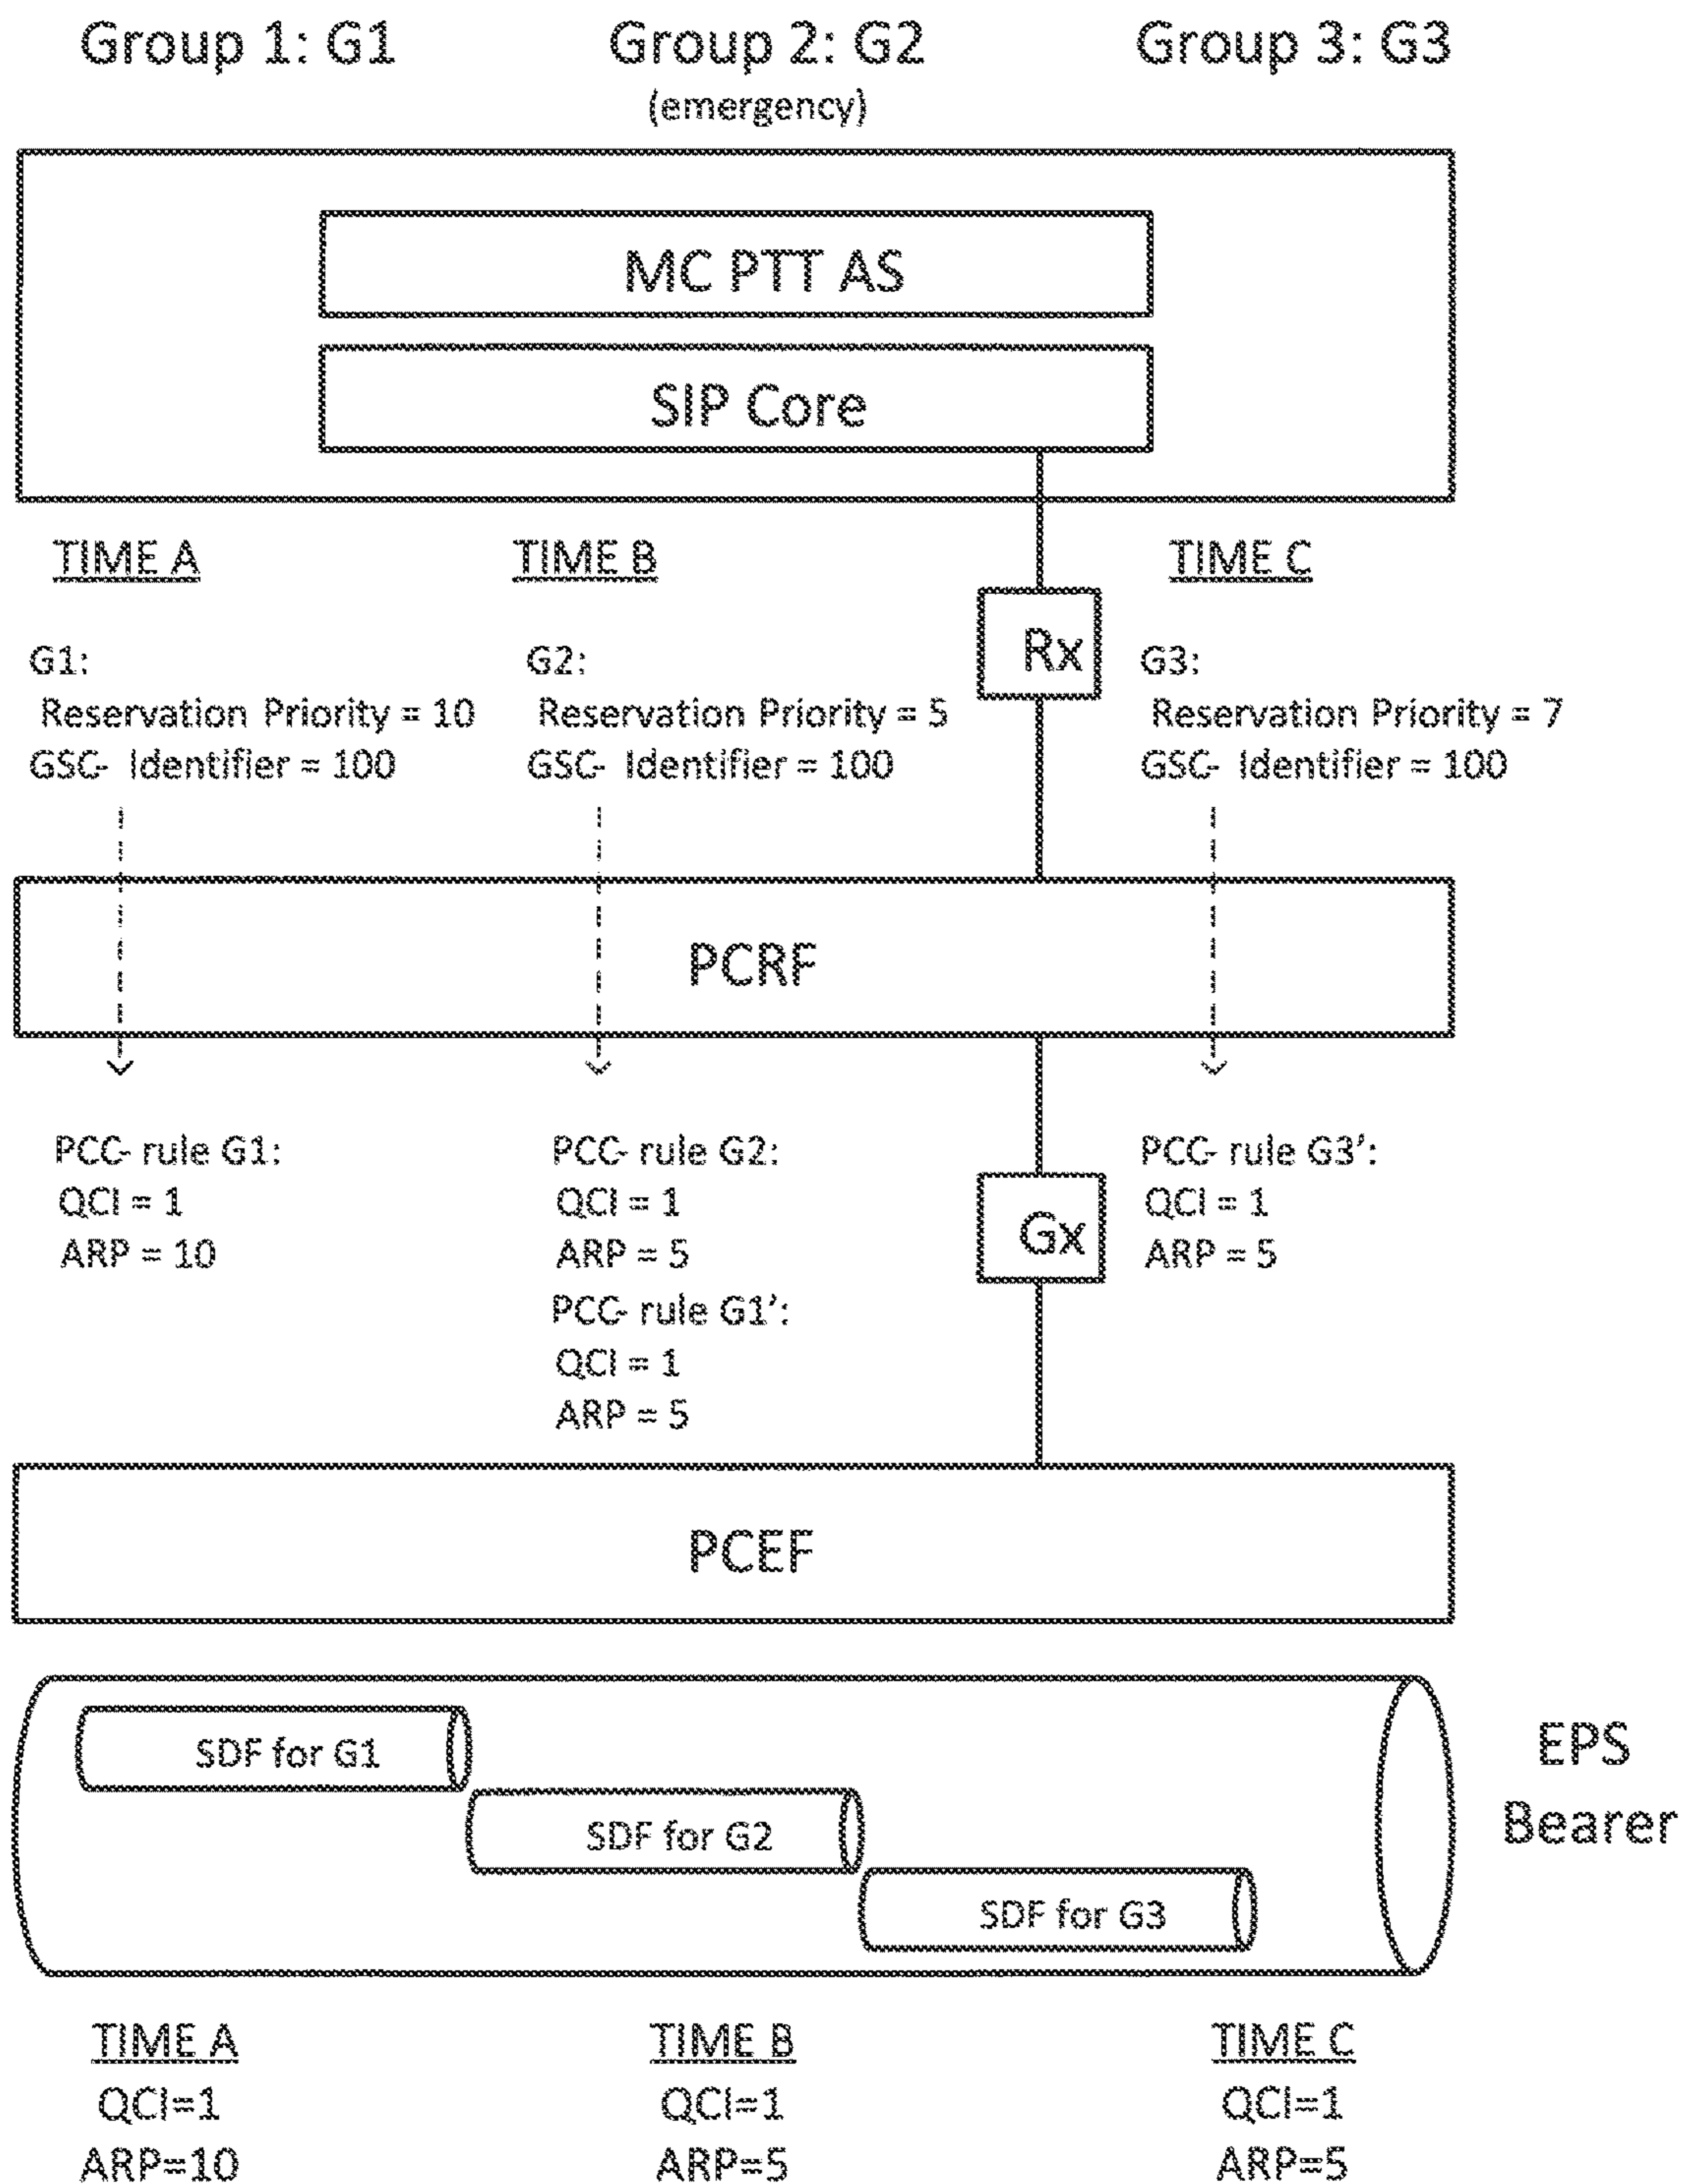 Group 1: G1
Group 2: G2
(emergency)
Group 3: G3
MC PTT AS
SIP Core
TIME A
TIME B
TIME C
Rx
G1:
Reservation Priority = 10
GSC- Identifier = 100
G2:
Reservation Priority = 5
GSC- Identifier = 100
G3:
Reservation Priority = 7
GSC- Identifier = 100
PCRF
PCC- rule G1:
QCI = 1
ARP = 10
PCC- rule G2:
QCI = 1
ARP = 5
PCC- rule G1':
QCI = 1
ARP = 5
Gx
PCC- rule G3':
QCI = 1
ARP = 5
PCEF
SDF for G1
SDF for G2
SDF for G3
EPS
Bearer
TIME A
QCI=1
ARP=10
TIME B
QCI=1
ARP=5
TIME C
QCI=1
ARP=5